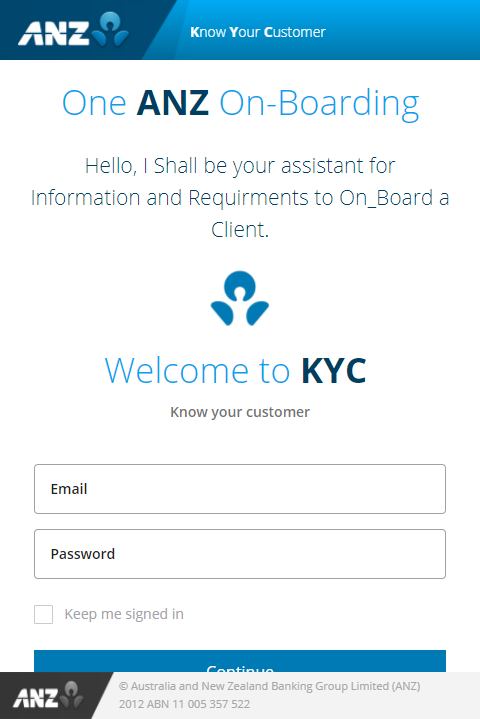 ANZ
Know Your Customer
One ANZ On-Boarding
Hello, I Shall be your assistant for
Information and Requirments to On_Board a
Client.
Welcome to KYC
Know your customer
Email
Password
Keep me signed in
Continue
ANZ
© Australia and New Zealand Banking Group Limited (ANZ)
2012 ABN 11 005 357 522